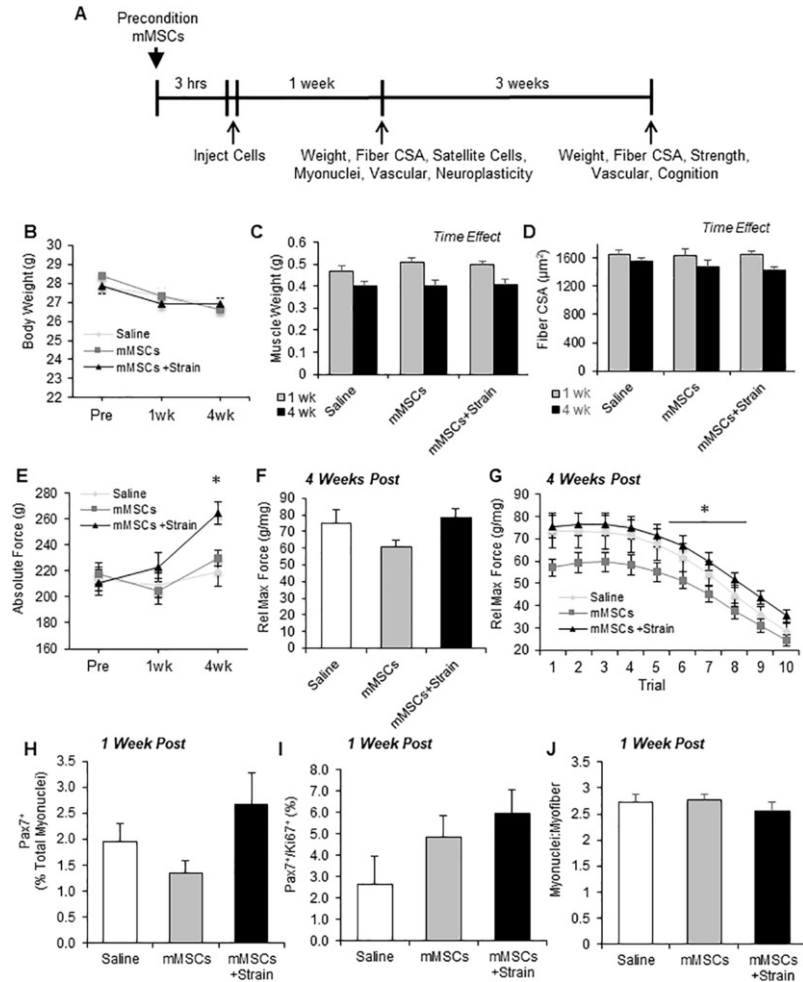 A
Precondition
mMSCs
3 hrs
1 week
3 weeks
Inject Cells
Weight, Fiber CSA, Satellite Cells,
Myonuclei, Vascular, Neuroplasticity
Weight, Fiber CSA, Strength,
Vascular, Cognition
B
Body Weight (g)
30
29
28
27
26
25
24
23
22
Saline
mMSCs
mMSCs +Strain
Pre
1wk
4wk
C
Time Effect
Muscle Weight (g)
0.6
0.5
0.4
0.3
0.2
0.1
0
1 wk
4 wk
Saline
mMSCs
mMSCs+Strain
D
Time Effect
Fiber CSA (µm²)
1600
1200
800
400
0
1 wk
4 wk
Saline
mMSCs
mMSCs+Strain
E
Absolute Force (g)
280
260
240
220
200
180
160
Saline
mMSCs
mMSCs +Strain
*
Pre
1wk
4wk
F
4 Weeks Post
Rel Max Force (g/mg)
90
80
70
60
50
40
30
20
10
0
Saline
mMSCs
mMSCs+Strain
G
4 Weeks Post
Rel Max Force (g/mg)
90
80
70
60
50
40
30
20
*
Saline
mMSCs
mMSCs +Strain
1 2 3 4 5 6 7 8 9 10
Trial
H
1 Week Post
Pax7⁺
(% Total Myonuclei)
3.5
3.0
2.5
2.0
1.5
1.0
0.5
0.0
Saline
mMSCs
mMSCs
+Strain
I
1 Week Post
Pax7⁺/Ki67⁺ (%)
8.0
7.0
6.0
5.0
4.0
3.0
2.0
1.0
0.0
Saline
mMSCs
mMSCs
+Strain
J
1 Week Post
Myonuclei:Myofiber
3
2.5
2
1.5
1
0.5
0
Saline
mMSCs
mMSCs
+Strain